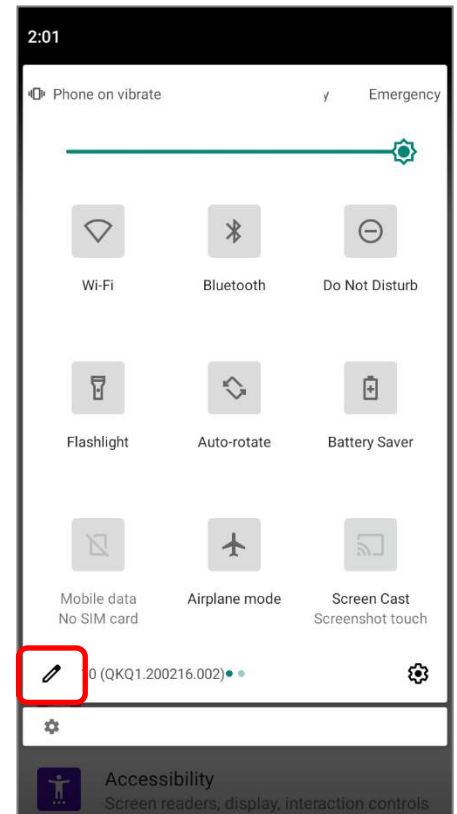 2:01
Phone on vibrate y Emergency
Wi-Fi Bluetooth Do Not Disturb
Flashlight Auto-rotate Battery Saver
Mobile data Airplane mode Screen Cast
No SIM card Screenshot touch
0 (QKQ1.200216.002)
Accessibility
Screen readers, display, interaction controls